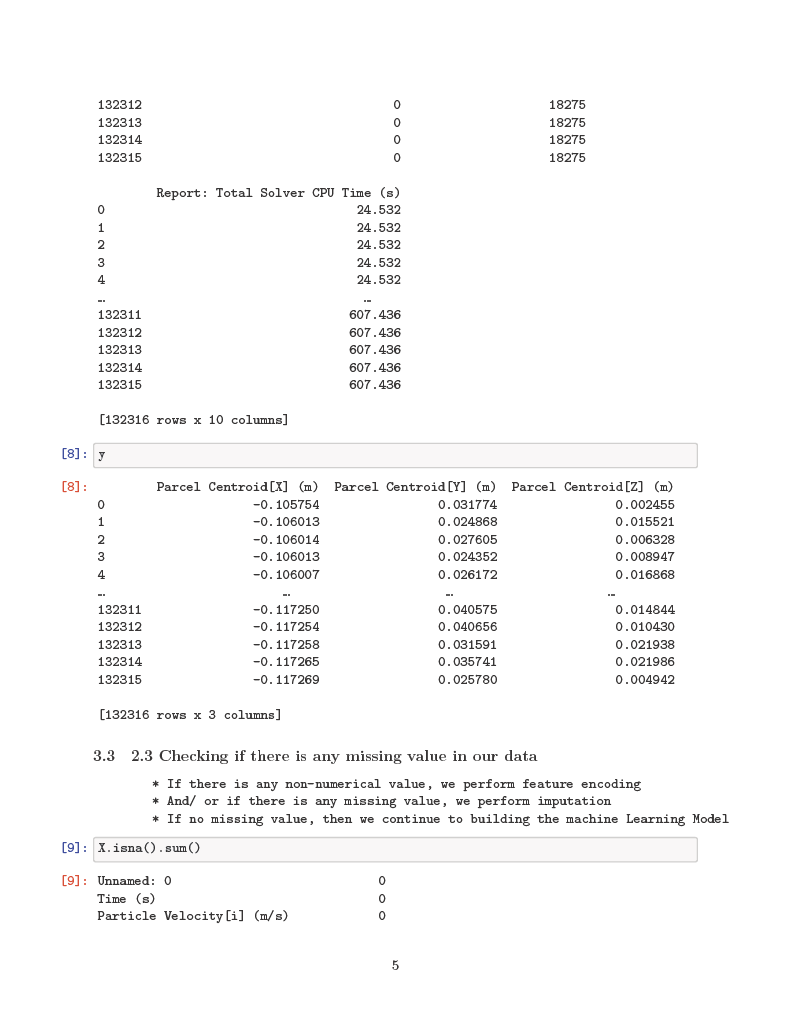 132312 0 18275
132313 0 18275
132314 0 18275
132315 0 18275
Report: Total Solver CPU Time (s)
0 24.532
1 24.532
2 24.532
3 24.532
4 24.532
… …
132311 607.436
132312 607.436
132313 607.436
132314 607.436
132315 607.436
[132316 rows x 10 columns]
[8]: y
[8]: Parcel Centroid[X] (m) Parcel Centroid[Y] (m) Parcel Centroid[Z] (m)
0 -0.105754 0.031774 0.002455
1 -0.106013 0.024868 0.015521
2 -0.106014 0.027605 0.006328
3 -0.106013 0.024352 0.008947
4 -0.106007 0.026172 0.016868
… … … …
132311 -0.117250 0.040575 0.014844
132312 -0.117254 0.040656 0.010430
132313 -0.117258 0.031591 0.021938
132314 -0.117265 0.035741 0.021986
132315 -0.117269 0.025780 0.004942
[132316 rows x 3 columns]
3.3 2.3 Checking if there is any missing value in our data
* If there is any non-numerical value, we perform feature encoding
* And/ or if there is any missing value, we perform imputation
* If no missing value, then we continue to building the machine Learning Model
[9]: X.isna().sum()
[9]: Unnamed: 0 0
Time (s) 0
Particle Velocity[i] (m/s) 0
5